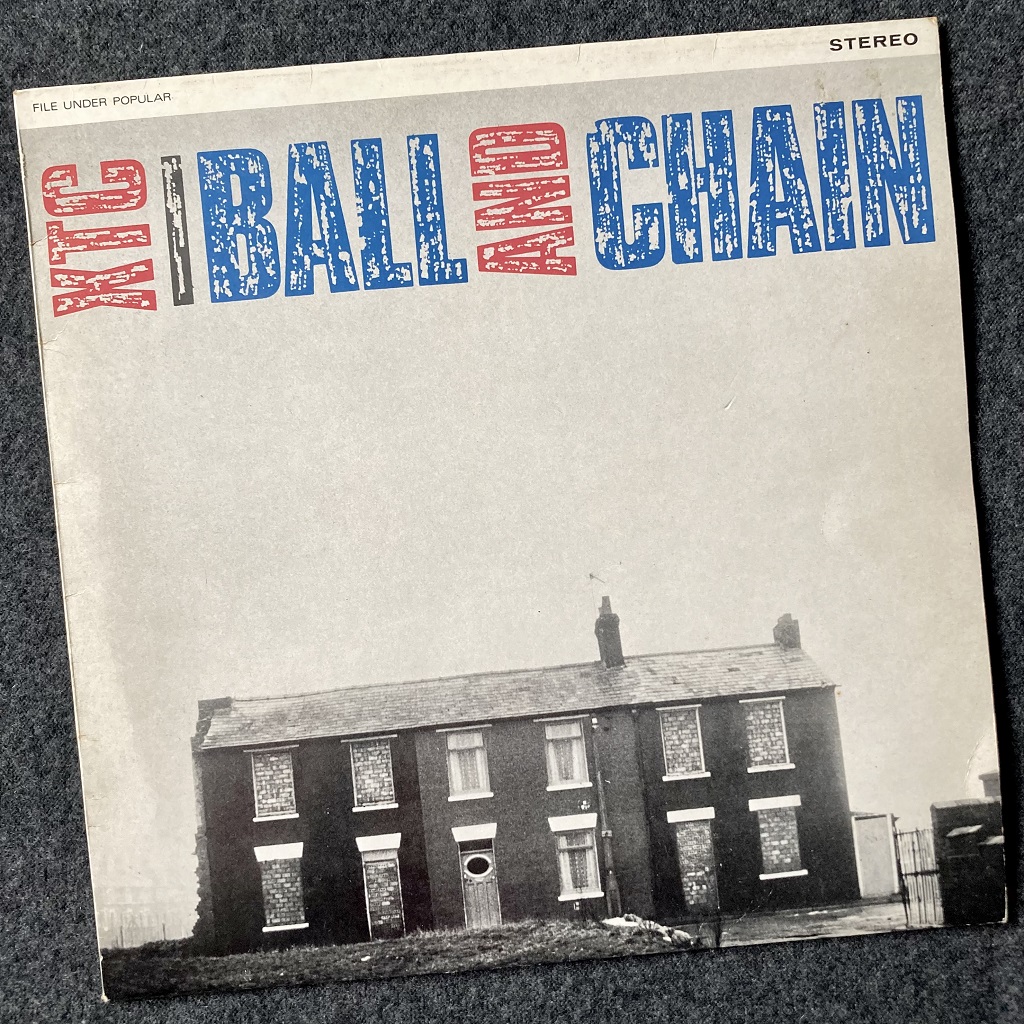 FILE UNDER POPULAR
STEREO
XTC
BALL AND CHAIN